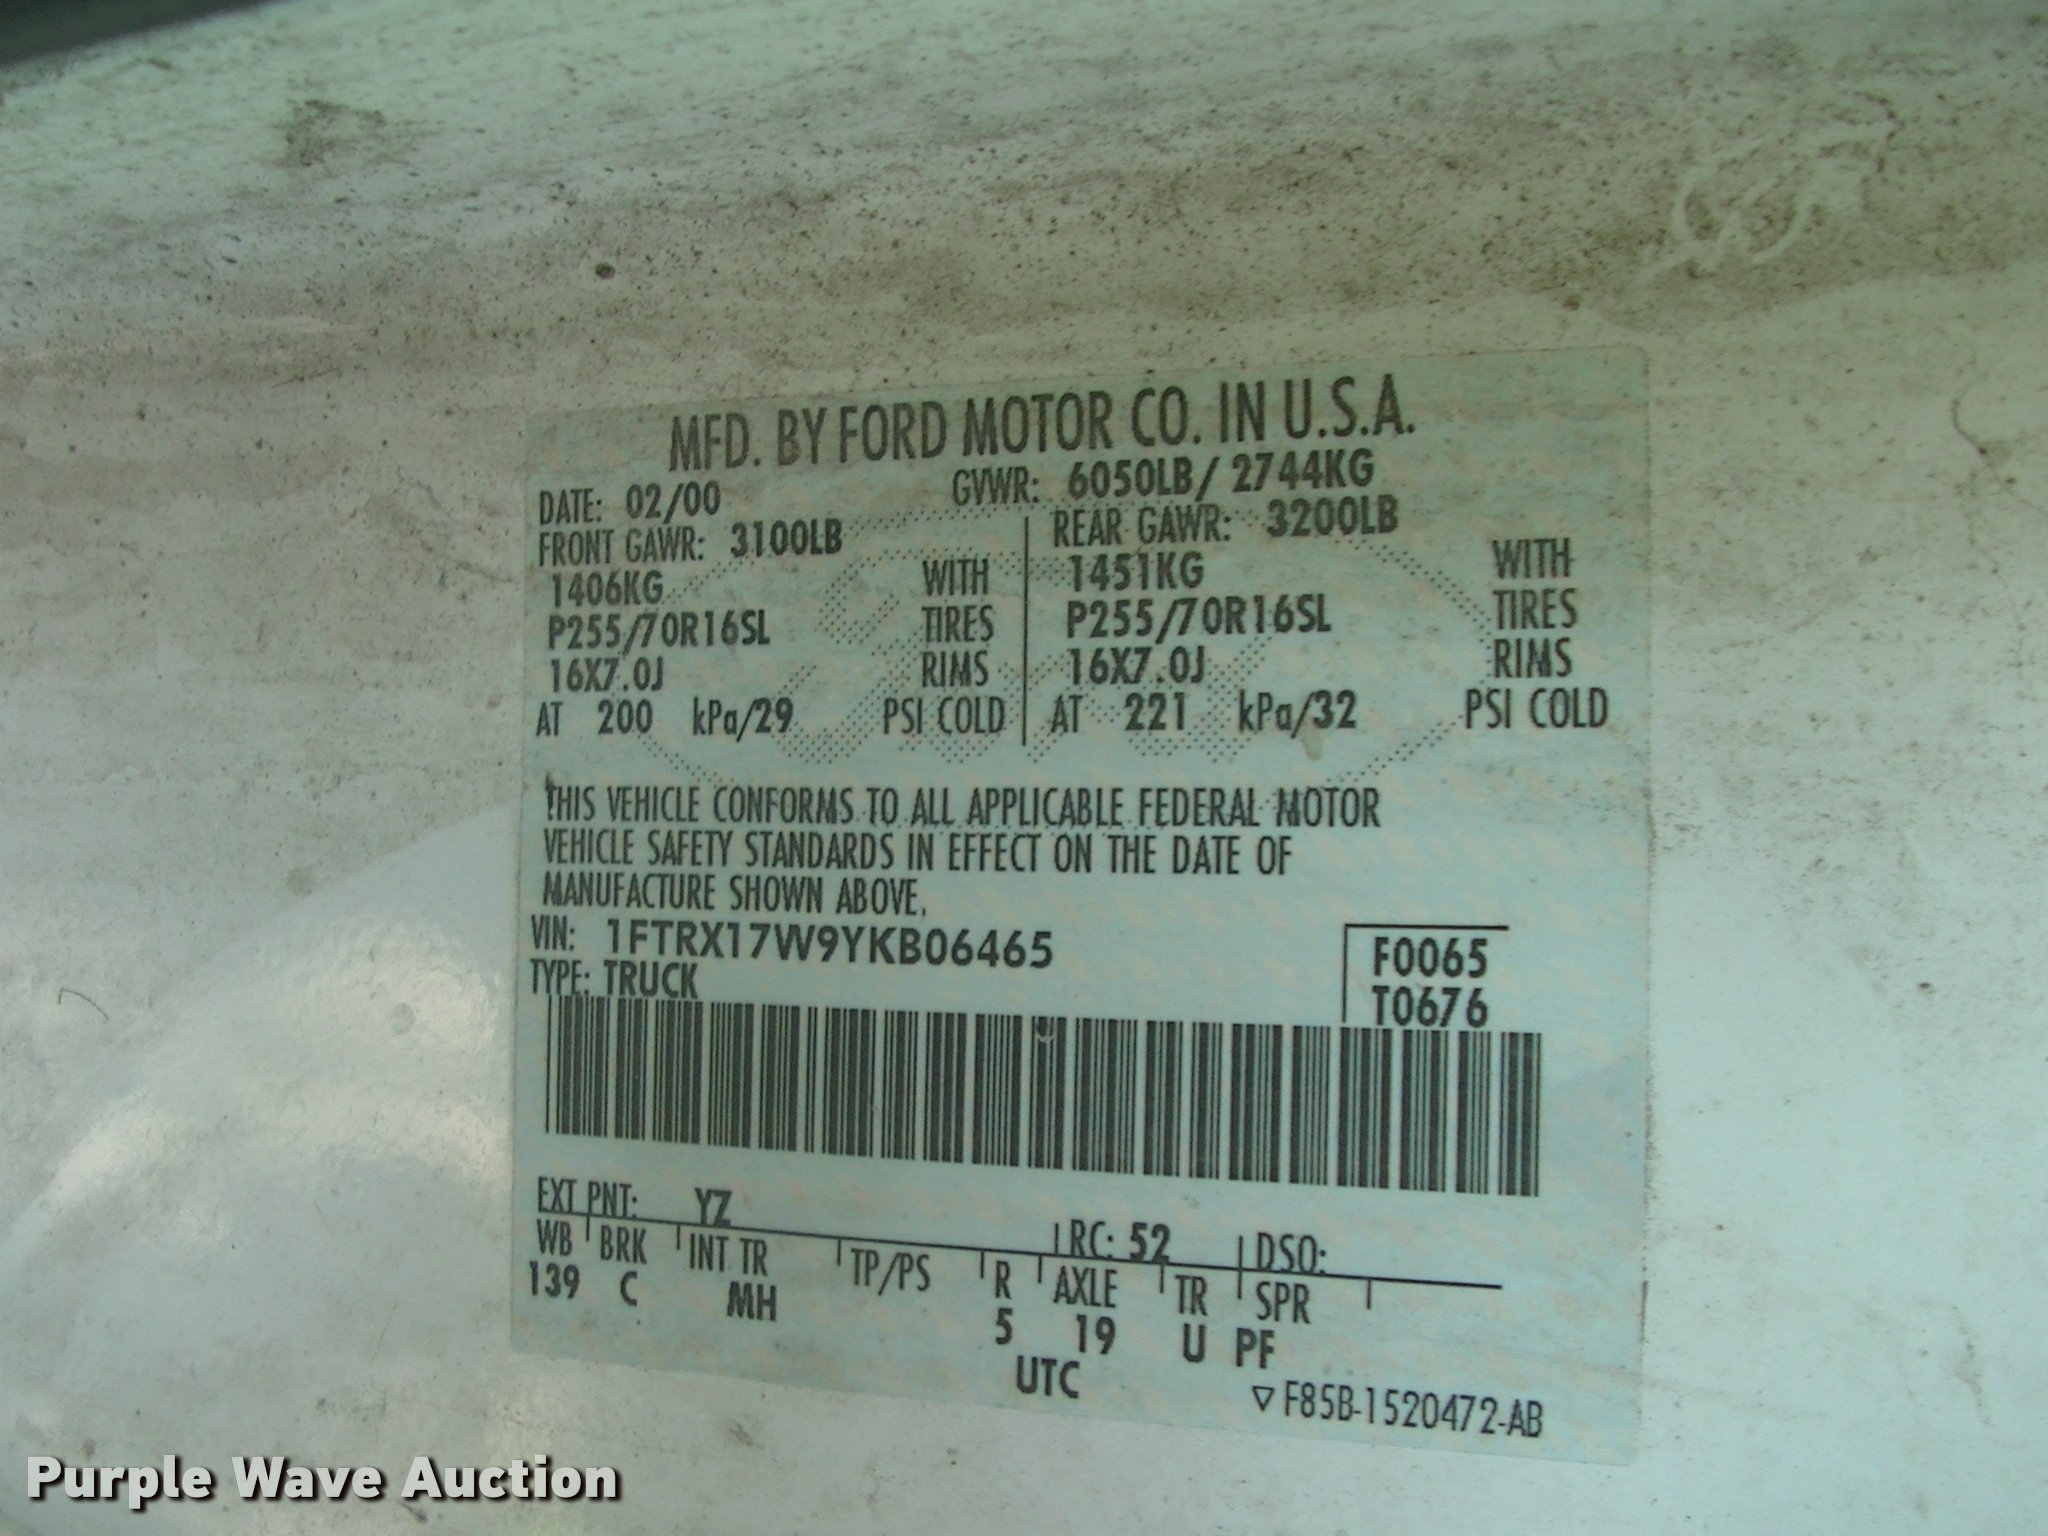 MFD. BY FORD MOTOR CO. IN U.S.A.
DATE: 02/00 GVWR: 6050LB/ 2744KG
FRONT GAWR: 3100LB REAR GAWR: 3200LB
1406KG WITH 1451KG WITH
P255/70R16SL TIRES P255/70R16SL TIRES
16X7.0J RIMS 16X7.0J RIMS
AT 200 kPa/29 PSI COLD AT 221 kPa/32 PSI COLD
THIS VEHICLE CONFORMS TO ALL APPLICABLE FEDERAL MOTOR
VEHICLE SAFETY STANDARDS IN EFFECT ON THE DATE OF
MANUFACTURE SHOWN ABOVE.
VIN: 1FTRX17W9YKB06465 F0065
TYPE: TRUCK T0676
EXT PNT: YZ RC: 52 DSO:
WB BRK INT TR TP/PS R AXLE TR SPR
139 C MH 5 19 U PF
UTC
▽ F85B-1520472-AB
Purple Wave Auction